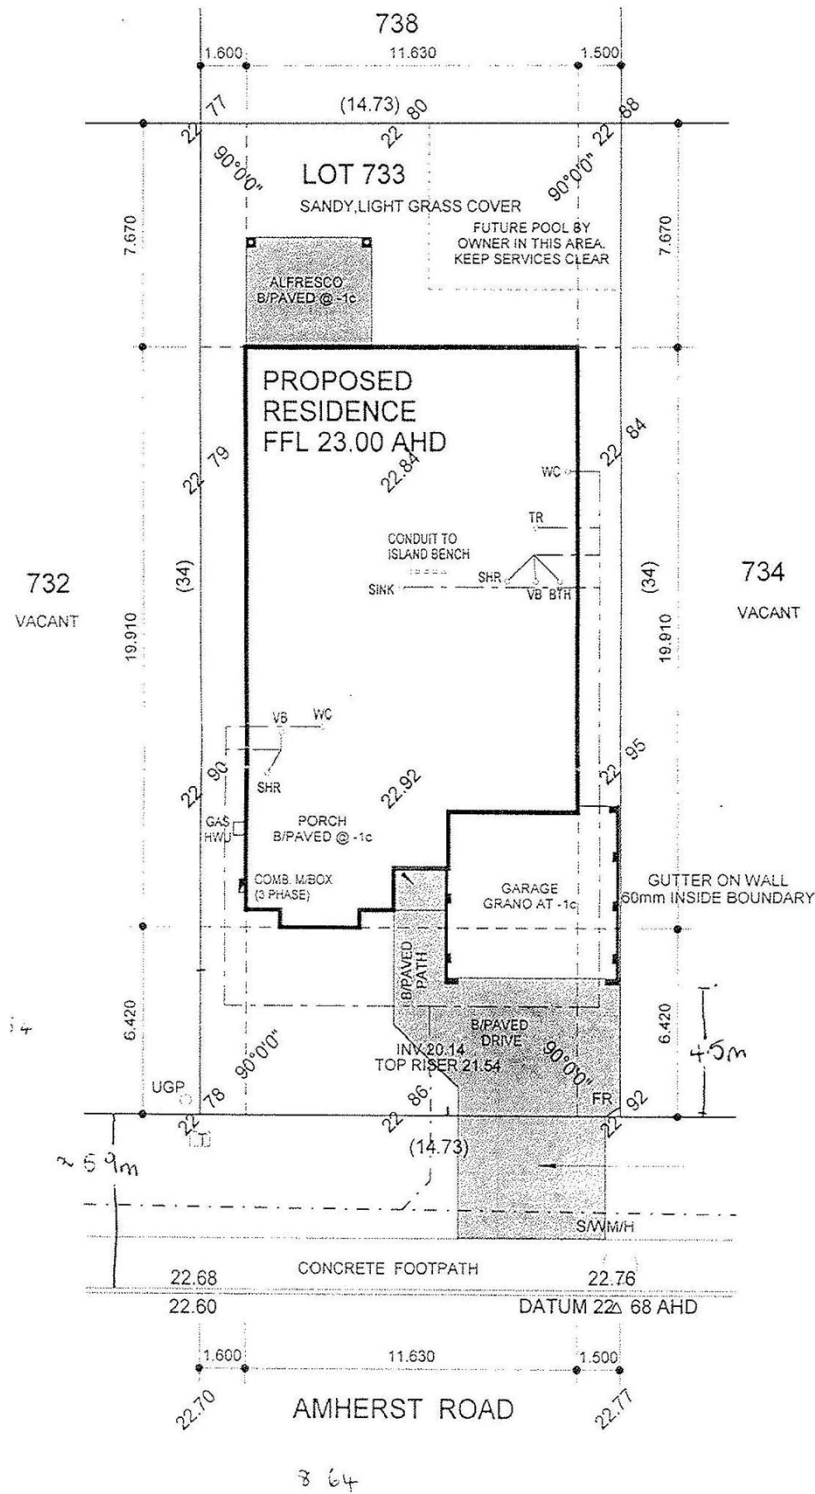 738
1.600 11.630 1.500
(14.73)
22 77
22 80
22 88
90°0'0"
90°0'0"
LOT 733
SANDY,LIGHT GRASS COVER
FUTURE POOL BY
OWNER IN THIS AREA.
KEEP SERVICES CLEAR
7.670
7.670
ALFRESCO
B/PAVED @ -1c
PROPOSED
RESIDENCE
FFL 23.00 AHD
22 79
22.84
22 84
WC
TR
CONDUIT TO
ISLAND BENCH
SHR
SINK
VB BTH
732
VACANT
(34)
(34)
734
VACANT
19.910
19.910
VB WC
SHR
22 90
22.92
22 95
GAS
HWU
PORCH
B/PAVED @ -1c
COMB. M/BOX
(3 PHASE)
GARAGE
GRANO AT -1c
GUTTER ON WALL
60mm INSIDE BOUNDARY
B/PAVED
PATH
B/PAVED
DRIVE
6.420
6.420
4.5m
INV 20.14
TOP RISER 21.54
90°0'0"
90°0'0"
UGP
FR
22 78
22 86
22 92
(14.73)
T
S/WM/H
CONCRETE FOOTPATH
22.68
22.76
22.60
DATUM 22△ 68 AHD
1.600 11.630 1.500
22.70
22.77
AMHERST ROAD
8 64